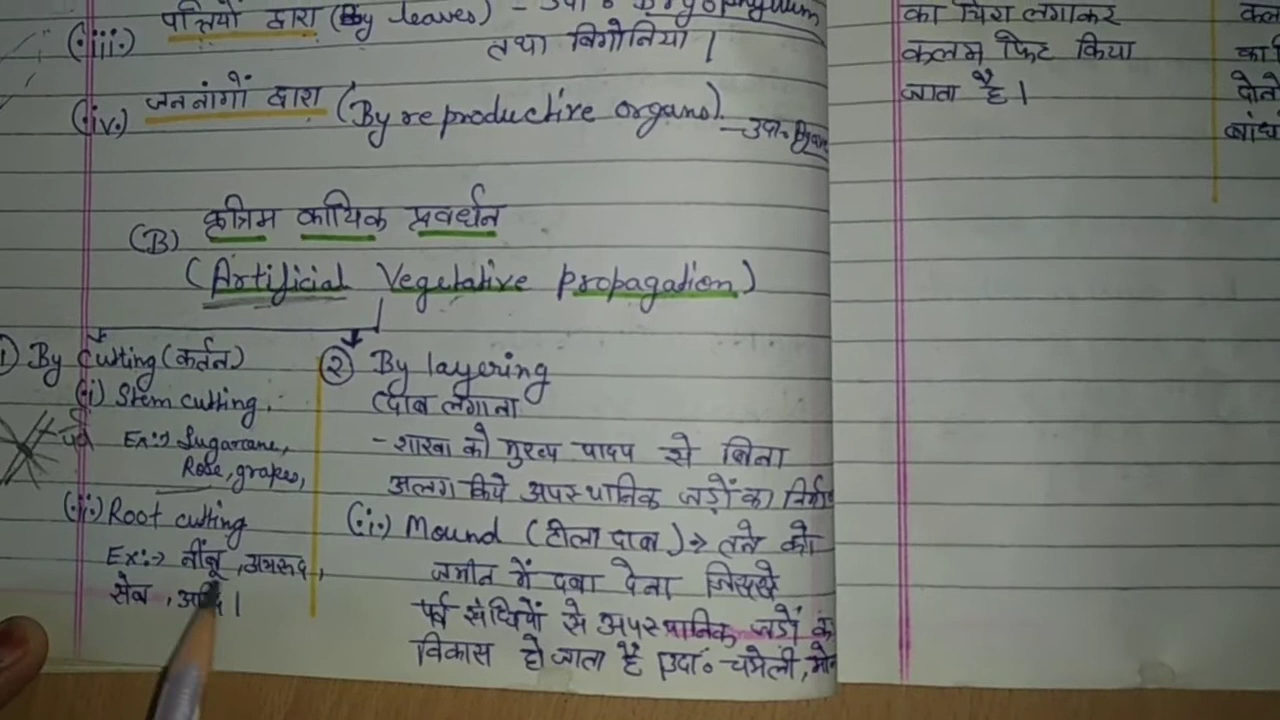 (iii) पत्तियों द्वारा (By leaves) - उदा॰ Bryophyllum
तथा बिगोनिया।
(iv.) जननांगों द्वारा (By reproductive organs) - उदा॰
(B) कृत्रिम कायिक प्रवर्धन
(Artificial Vegetative Propagation)
① By Cutting (कर्तन)
(i) Stem cutting.
Ex:→ Sugarcane,
Rose, grapes,
(ii) Root cutting
Ex:→ नींबू, अमरूद,
सेब, आदि।
② By layering
(दाब लगाना
- शाखा को मुख्य पादप से बिना
अलग किये अपस्थानिक जड़ों का
(i.) Mound (टीला दाब) → तने को
जमीन में दबा देना जिससे
पर्व संधियों से अपस्थानिक जड़ों
विकास हो जाता है उदा॰- चमेली,
का चिरा लगाकर
कलम फिट किया
जाता है।